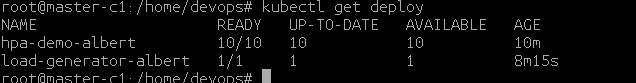 root@master-c1:/home/devops# kubectl get deploy
NAME READY UP-TO-DATE AVAILABLE AGE
hpa-demo-albert 10/10 10 10 10m
load-generator-albert 1/1 1 1 8m15s
root@master-c1:/home/devops#